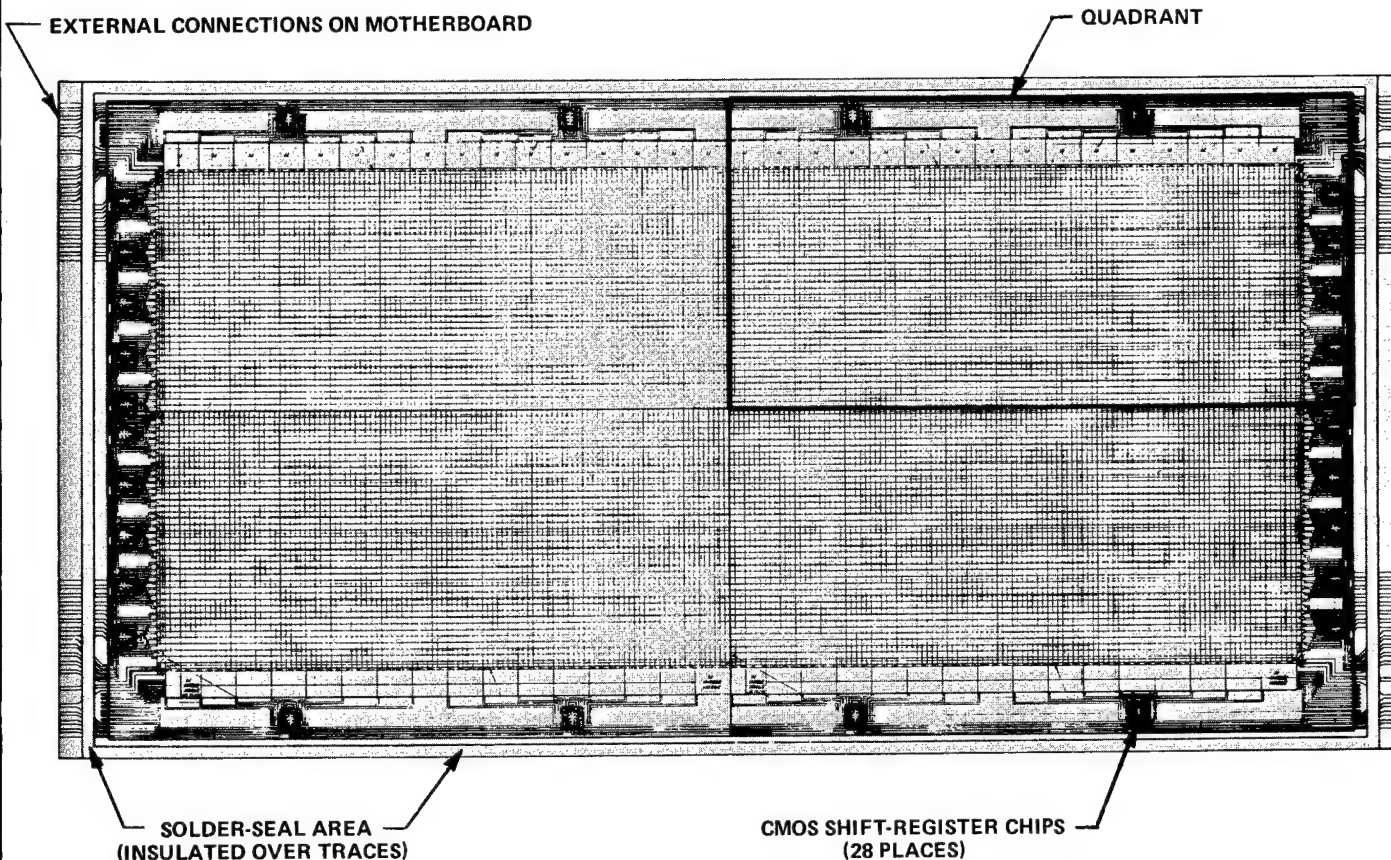 EXTERNAL CONNECTIONS ON MOTHERBOARD
QUADRANT
SOLDER-SEAL AREA
(INSULATED OVER TRACES)
CMOS SHIFT-REGISTER CHIPS
(28 PLACES)